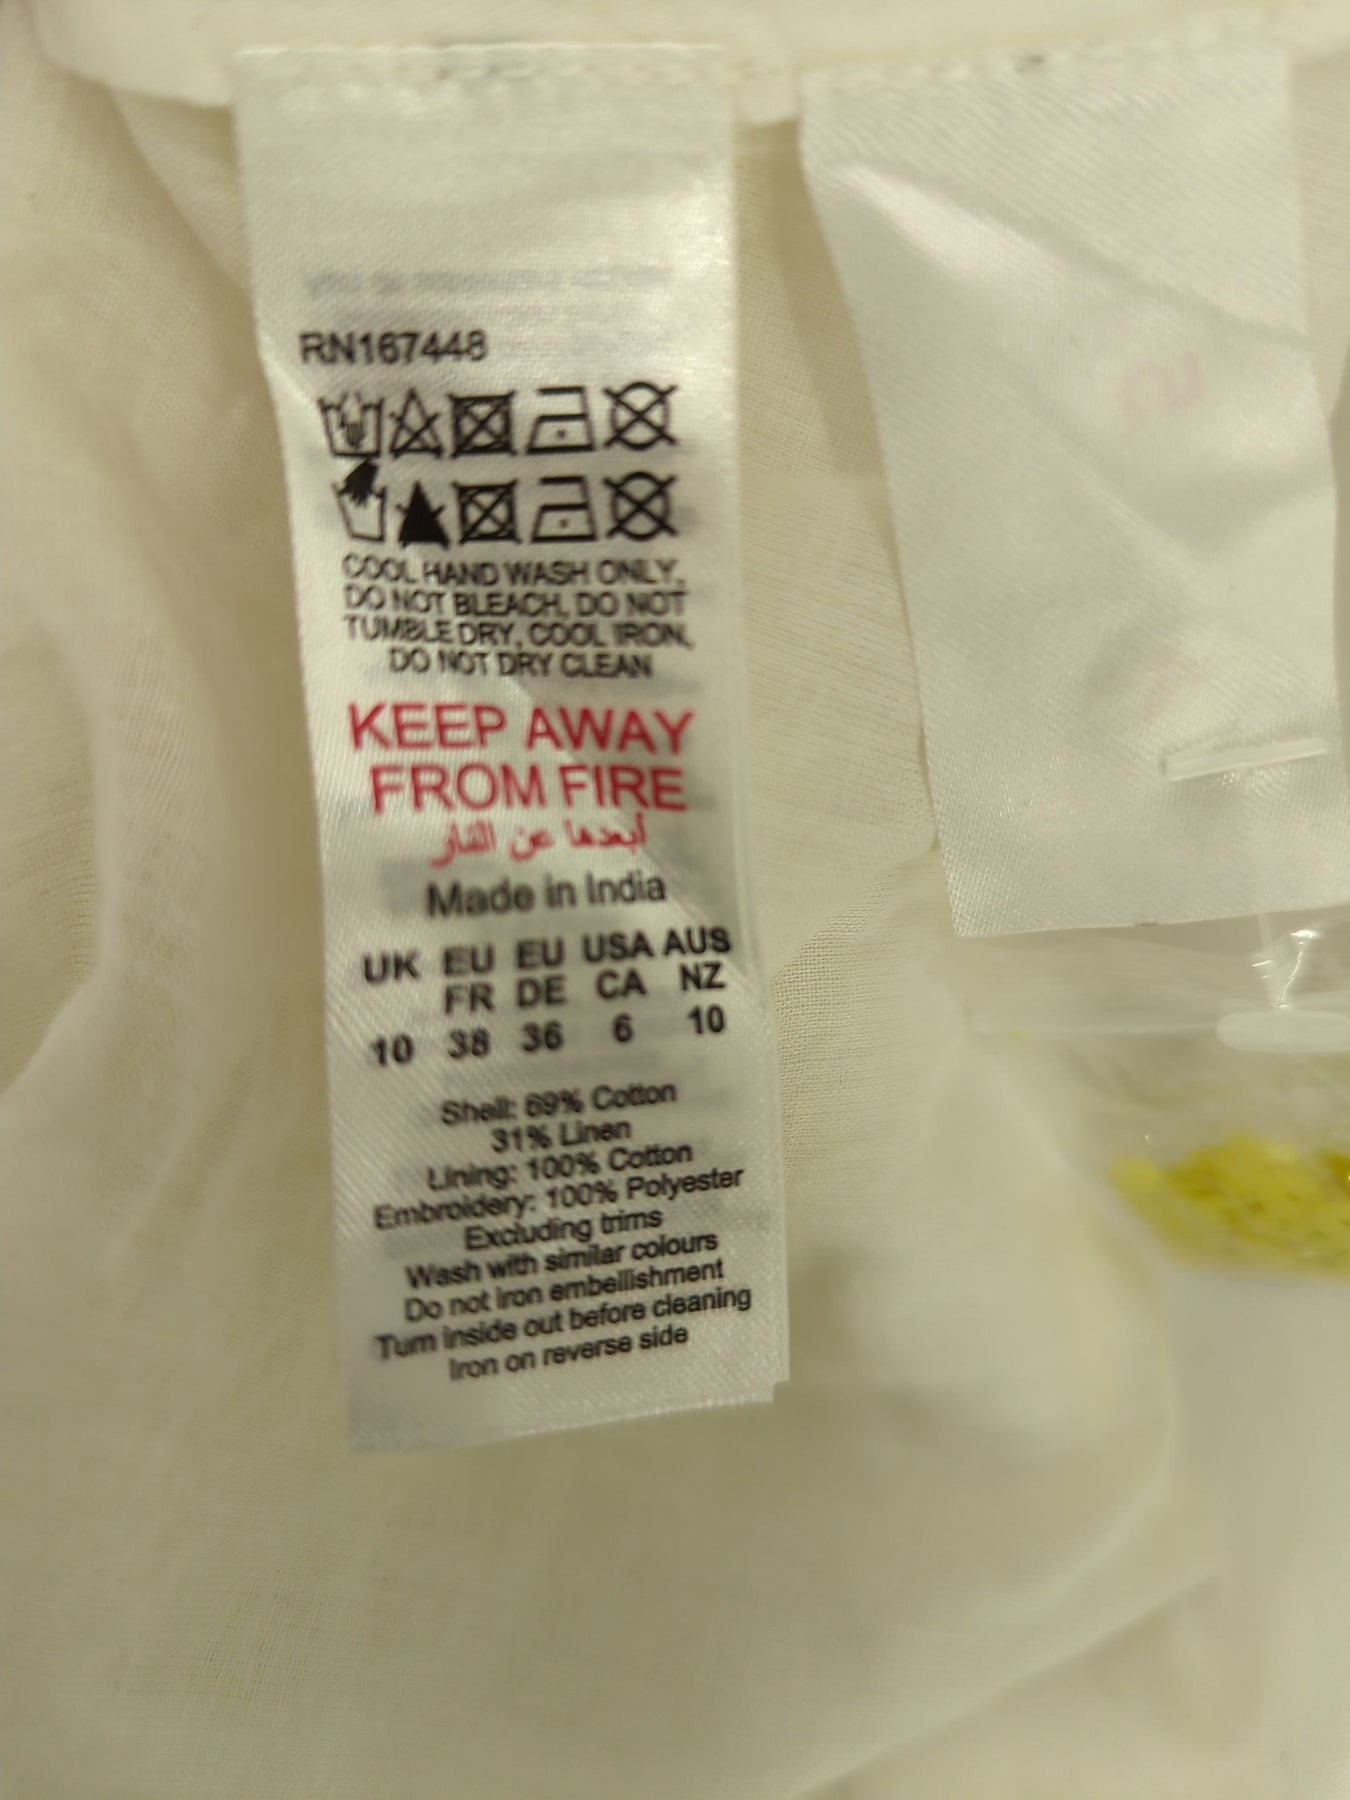 RN167448
COOL HAND WASH ONLY,
DO NOT BLEACH, DO NOT
TUMBLE DRY, COOL IRON,
DO NOT DRY CLEAN
KEEP AWAY
FROM FIRE
أبعدها عن النار
Made in India
UK EU EU USA AUS
FR DE CA NZ
10 38 36 6 10
Shell: 69% Cotton
31% Linen
Lining: 100% Cotton
Embroidery: 100% Polyester
Excluding trims
Wash with similar colours
Do not iron embellishment
Turn inside out before cleaning
Iron on reverse side